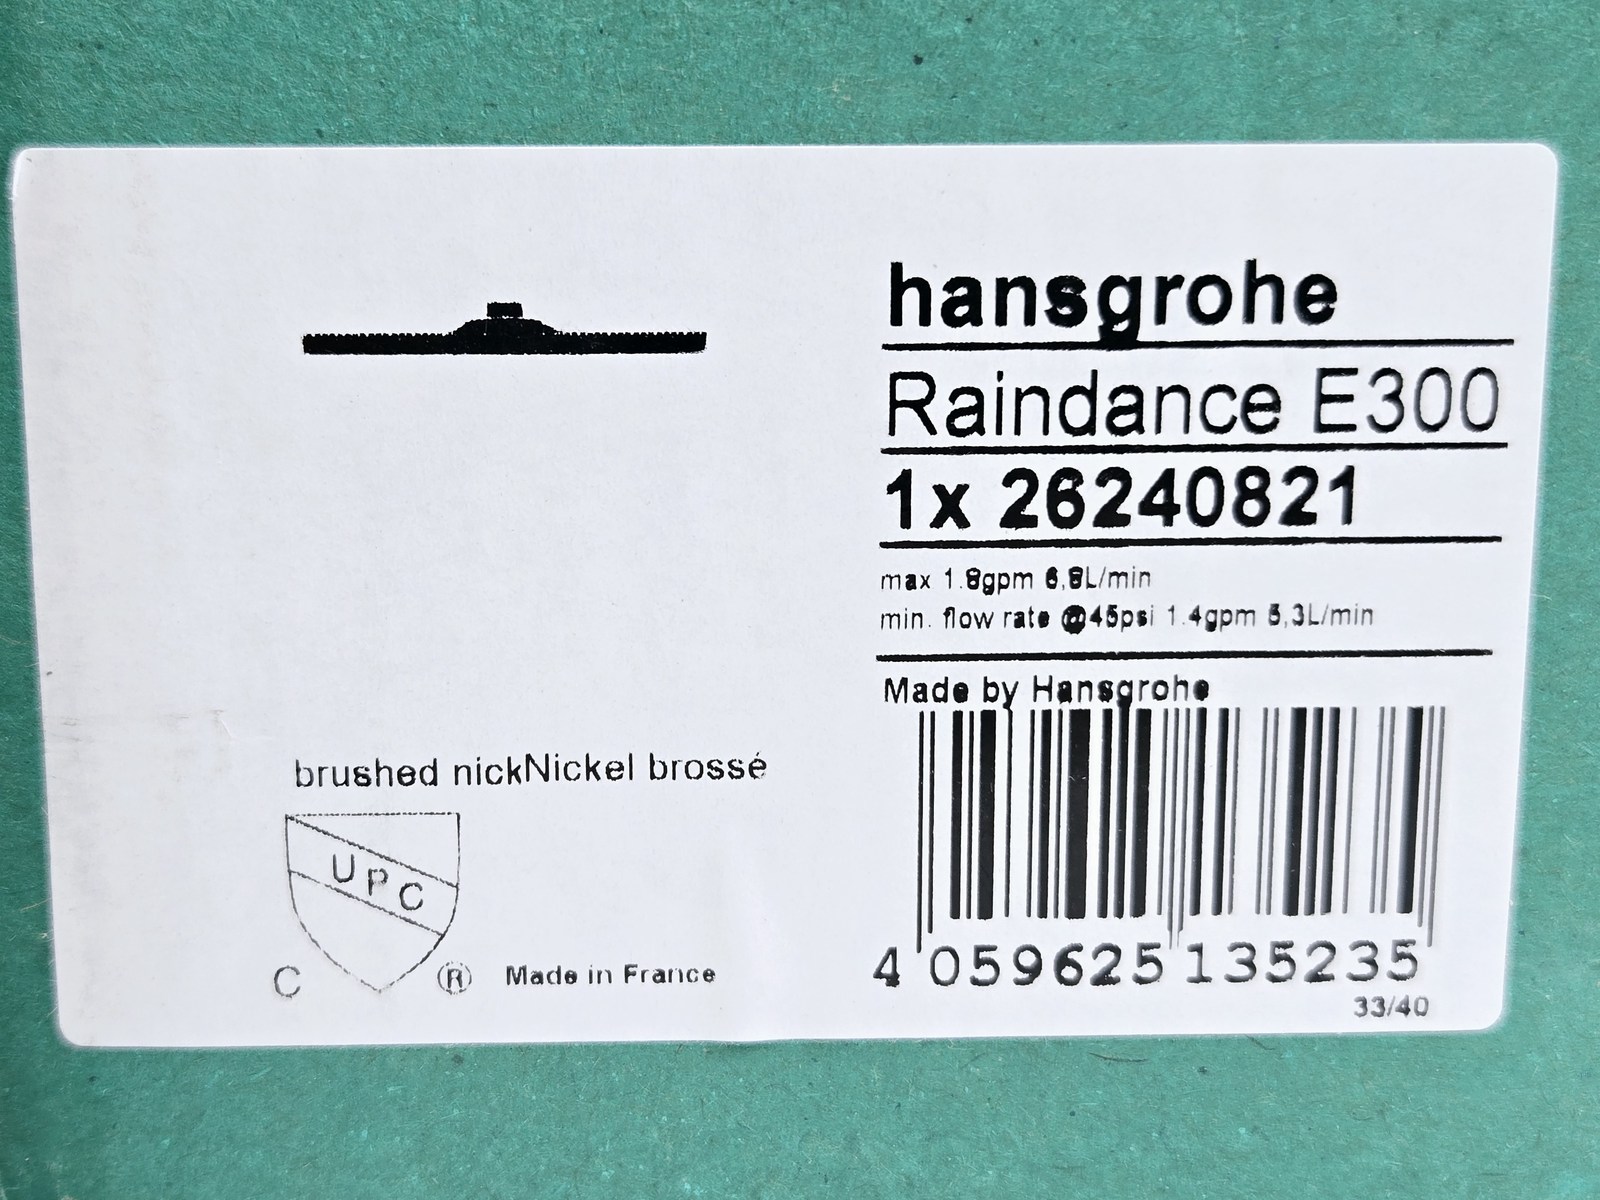 hansgrohe
Raindance E300
1x 26240821
max 1.8gpm 6,8L/min
min. flow rate @45psi 1.4gpm 5,3L/min
Made by Hansgrohe
4 059625 135235
33/40
brushed nickNickel brossé
UPC
C ® Made in France